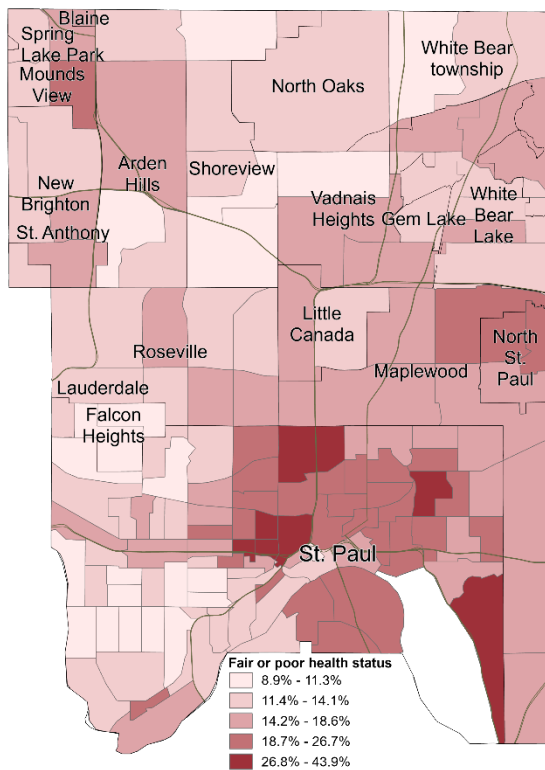 Blaine
Spring
Lake Park
Mounds
View
White Bear
township
North Oaks
Arden
Hills
Shoreview
New
Brighton
St. Anthony
Vadnais
Heights
Gem Lake
White
Bear
Lake
Little
Canada
Roseville
Maplewood
North
St.
Paul
Lauderdale
Falcon
Heights
St. Paul
Fair or poor health status
8.9% - 11.3%
11.4% - 14.1%
14.2% - 18.6%
18.7% - 26.7%
26.8% - 43.9%